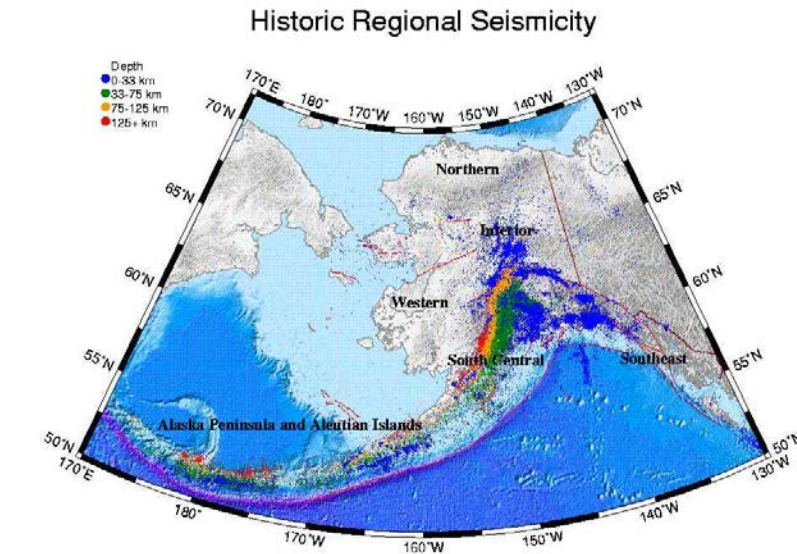 Historic Regional Seismicity
Depth
0-33 km
33-75 km
75-125 km
125+ km
170°E
180°
170°W
160°W
150°W
140°W
130°W
70°N
70°N
65°N
65°N
60°N
60°N
55°N
55°N
50°N
50°N
Northern
Interior
Western
South Central
Southeast
Alaska Peninsula and Aleutian Islands
170°E
180°
170°W
160°W
150°W
140°W
130°W